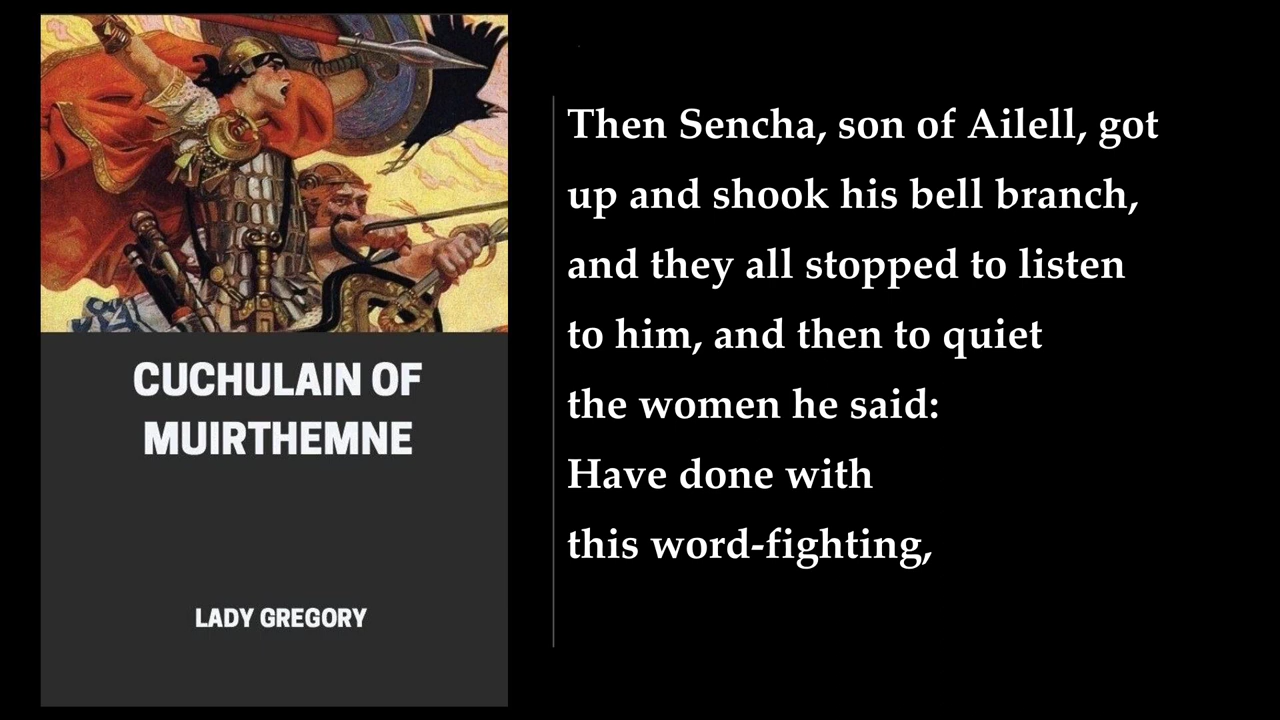 CUCHULAIN OF
MUIRTHEMNE
LADY GREGORY
Then Sencha, son of Ailell, got
up and shook his bell branch,
and they all stopped to listen
to him, and then to quiet
the women he said:
Have done with
this word-fighting,